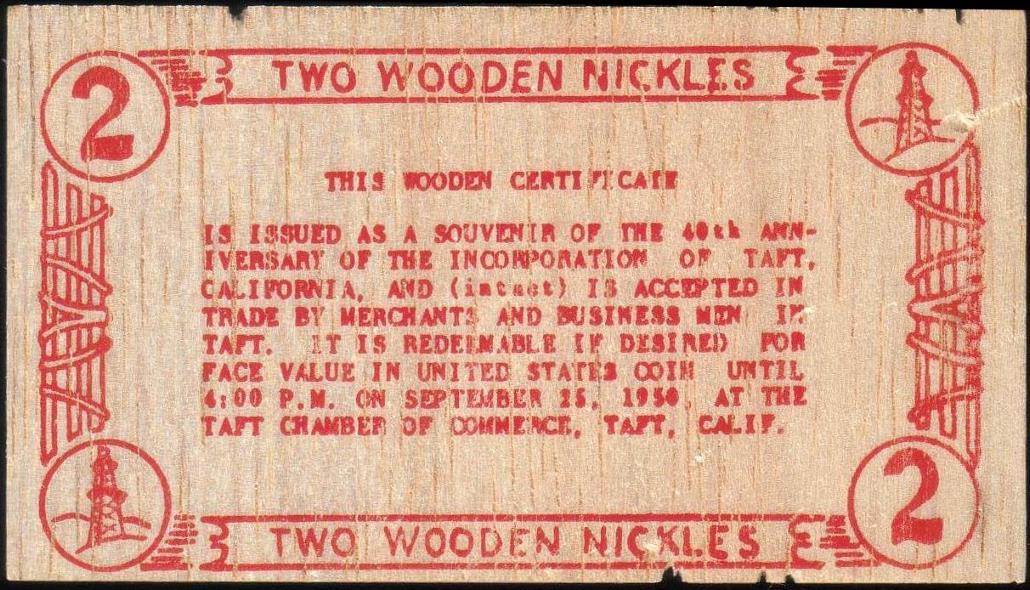 2 TWO WOODEN NICKLES
THIS WOODEN CERTIFICATE
IS ISSUED AS A SOUVENIR OF THE 40th ANN-
IVERSARY OF THE INCORPORATION OF TAFT,
CALIFORNIA, AND (intact) IS ACCEPTED IN
TRADE BY MERCHANTS AND BUSINESS MEN IN
TAFT. IT IS REDEEMABLE IF DESIRED FOR
FACE VALUE IN UNITED STATES COIN UNTIL
4:00 P.M. ON SEPTEMBER 25, 1950, AT THE
TAFT CHAMBER OF COMMERCE, TAFT, CALIF.
TWO WOODEN NICKLES 2